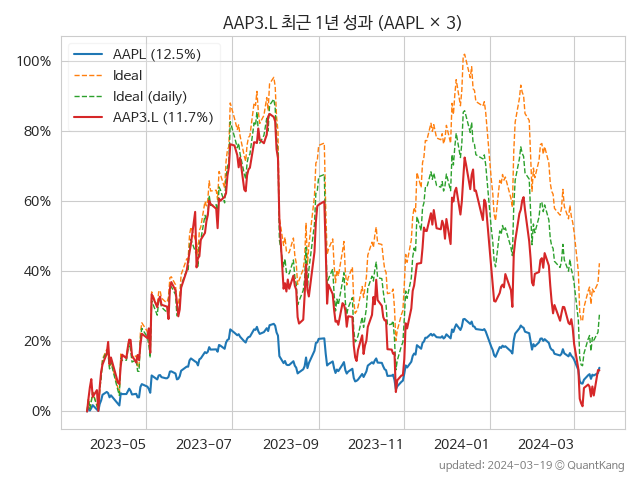 AAP3.L 최근 1년 성과 (AAPL × 3)
AAPL (12.5%)
Ideal
Ideal (daily)
AAP3.L (11.7%)
100%
80%
60%
40%
20%
0%
2023-05 2023-07 2023-09 2023-11 2024-01 2024-03
updated: 2024-03-19 © QuantKang